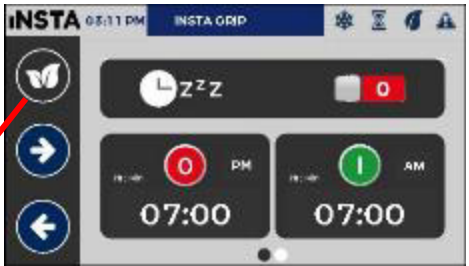 iNSTA 03:11 PM INSTA GRIP
zzz 0
0 PM
07:00
I AM
07:00